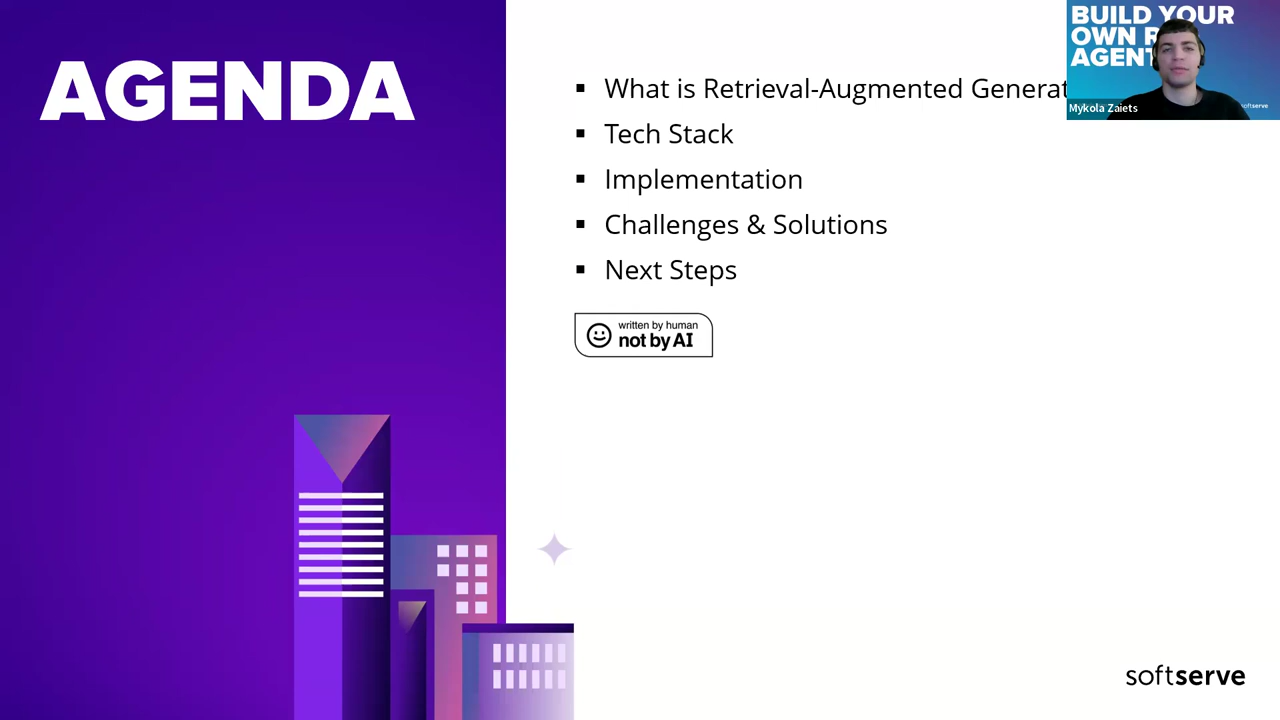 AGENDA
What is Retrieval-Augmented
Tech Stack
Implementation
Challenges & Solutions
Next Steps
written by human
not by AI
BUILD YOUR
OWN
AGENT
Mykola Zaiets
softserve
softserve